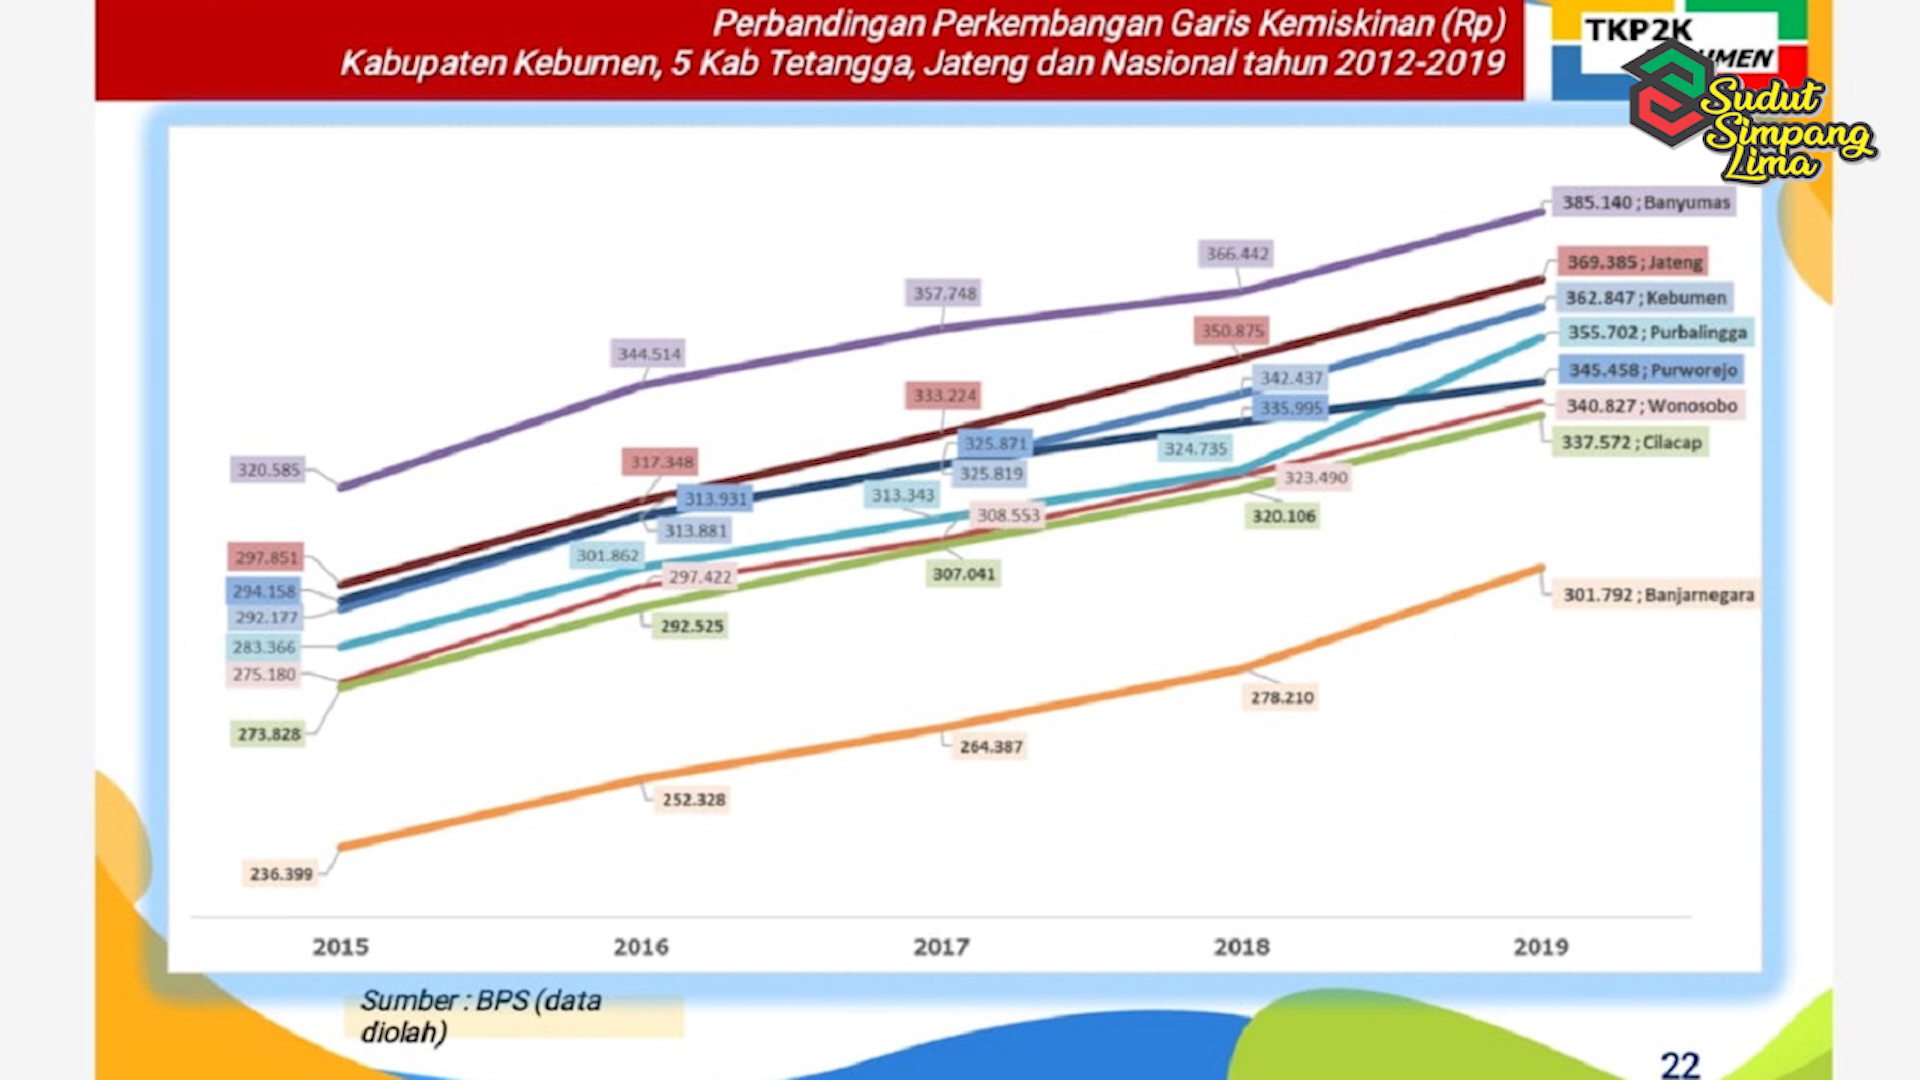 Perbandingan Perkembangan Garis Kemiskinan (Rp)
Kabupaten Kebumen, 5 Kab Tetangga, Jateng dan Nasional tahun 2012-2019
TKP2K
Sudut
Simpang
Lima
385.140 ; Banyumas
366.442
369.385 ; Jateng
357.748
362.847 ; Kebumen
350.875
355.702 ; Purbalingga
344.514
345.458 ; Purworejo
342.437
333.224
340.827 ; Wonosobo
335.995
325.871
337.572 ; Cilacap
324.735
317.348
320.585
325.819
323.490
313.931
313.343
308.553
320.106
313.881
301.862
297.851
297.422
307.041
294.158
301.792 ; Banjarnegara
292.177
292.525
283.366
275.180
278.210
273.828
264.387
252.328
236.399
2015 2016 2017 2018 2019
Sumber : BPS (data
diolah)
22